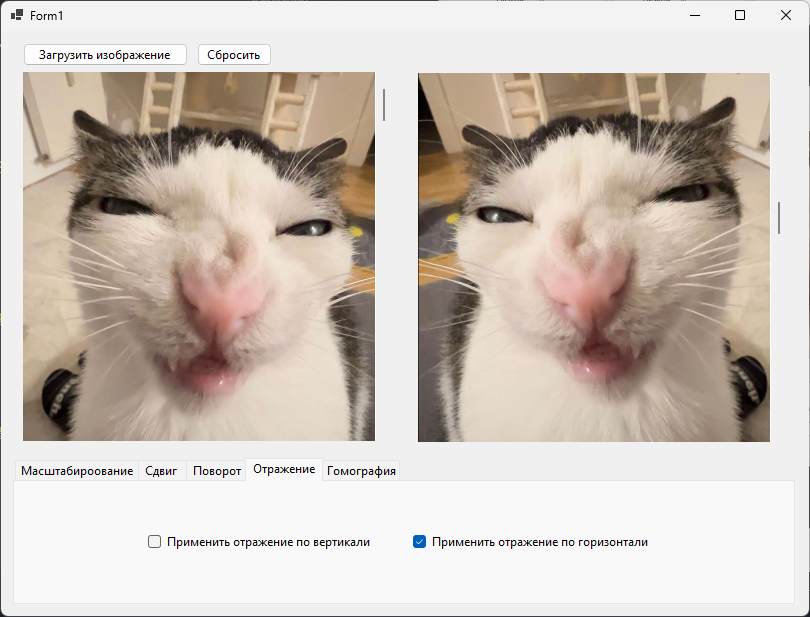 Form1
Загрузить изображение Сбросить
Масштабироование Сдвиг Поворот Отражение Гомография
Применить отражение по вертикали Применить отражение по горизонтали